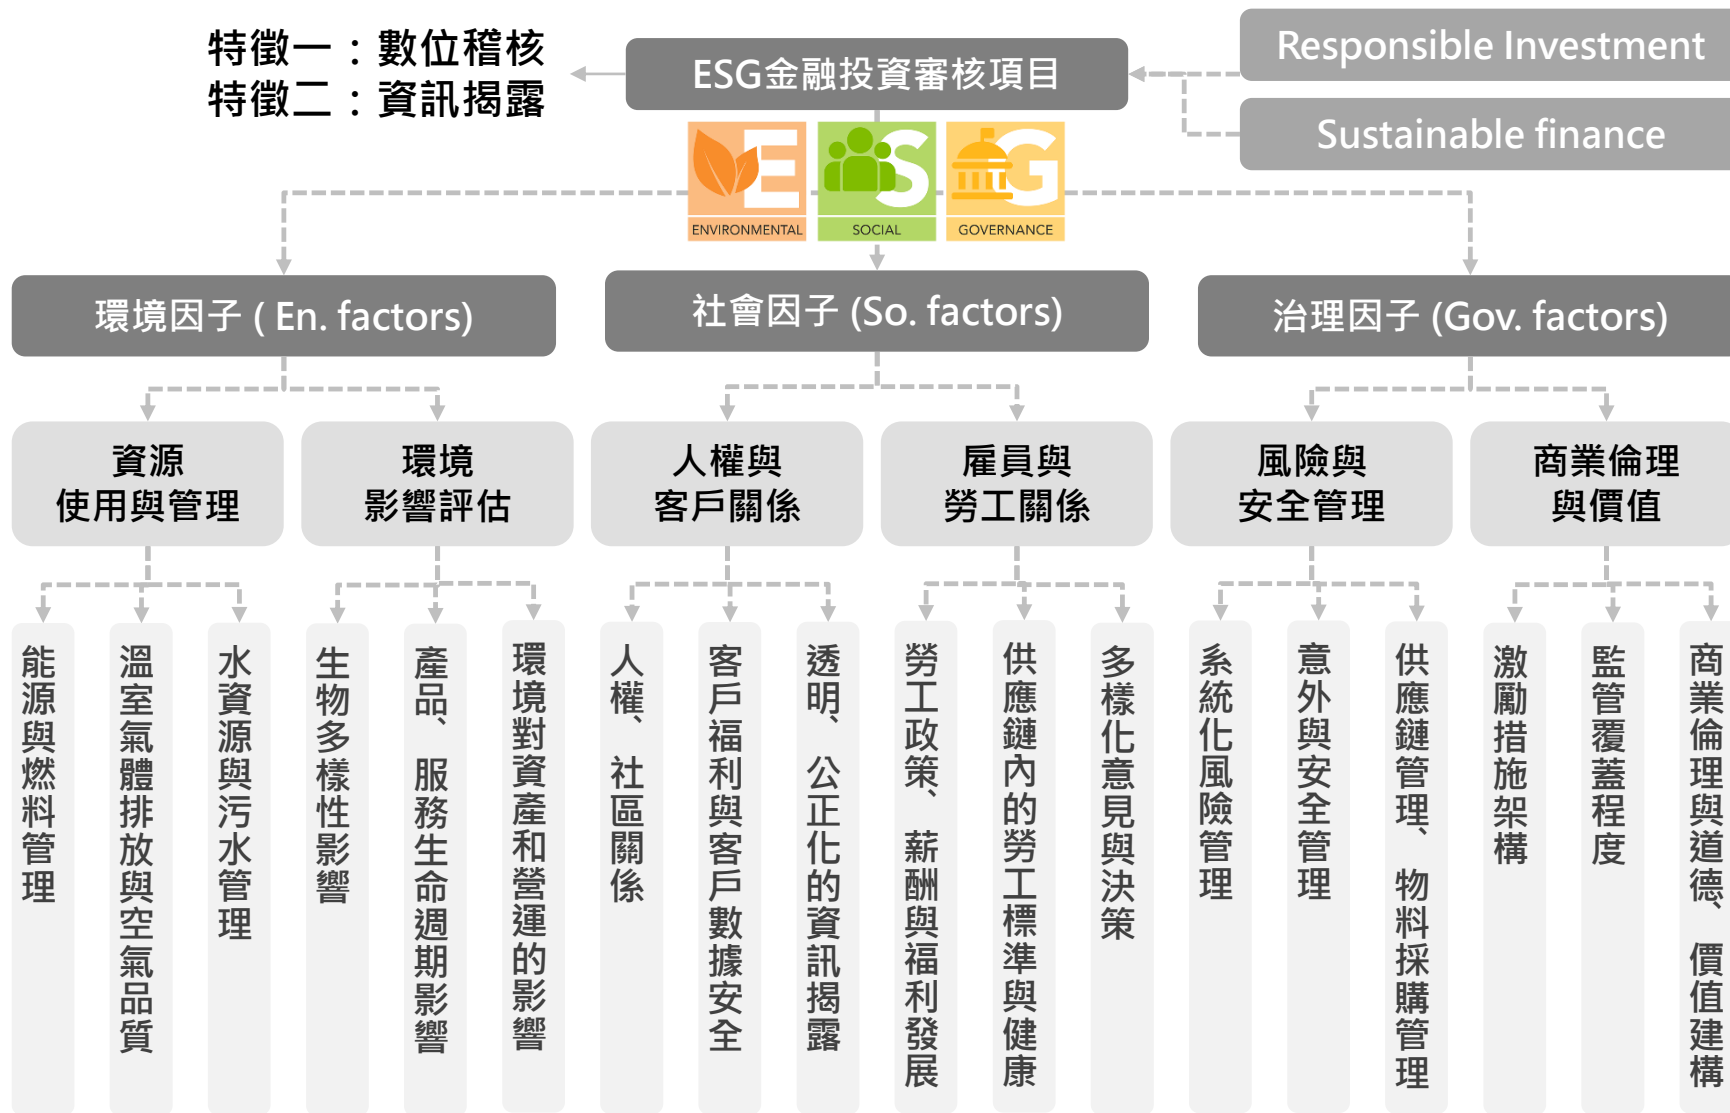 特徵一：數位稽核
特徵二：資訊揭露
ESG金融投資審核項目
Responsible Investment
Sustainable finance
E
ENVIRONMENTAL
S
SOCIAL
G
GOVERNANCE
環境因子 ( En. factors)
社會因子 (So. factors)
治理因子 (Gov. factors)
資源
使用與管理
環境
影響評估
人權與
客戶關係
雇員與
勞工關係
風險與
安全管理
商業倫理
與價值
能源與燃料管理
溫室氣體排放與空氣品質
水資源與污水管理
生物多樣性影響
產品、服務生命週期影響
環境對資產和營運的影響
人權、社區關係
客戶福利與客戶數據安全
透明、公正化的資訊揭露
勞工政策、薪酬與福利發展
供應鏈內的勞工標準與健康
多樣化意見與決策
系統化風險管理
意外與安全管理
供應鏈管理、物料採購管理
激勵措施架構
監管覆蓋程度
商業倫理與道德、價值建構